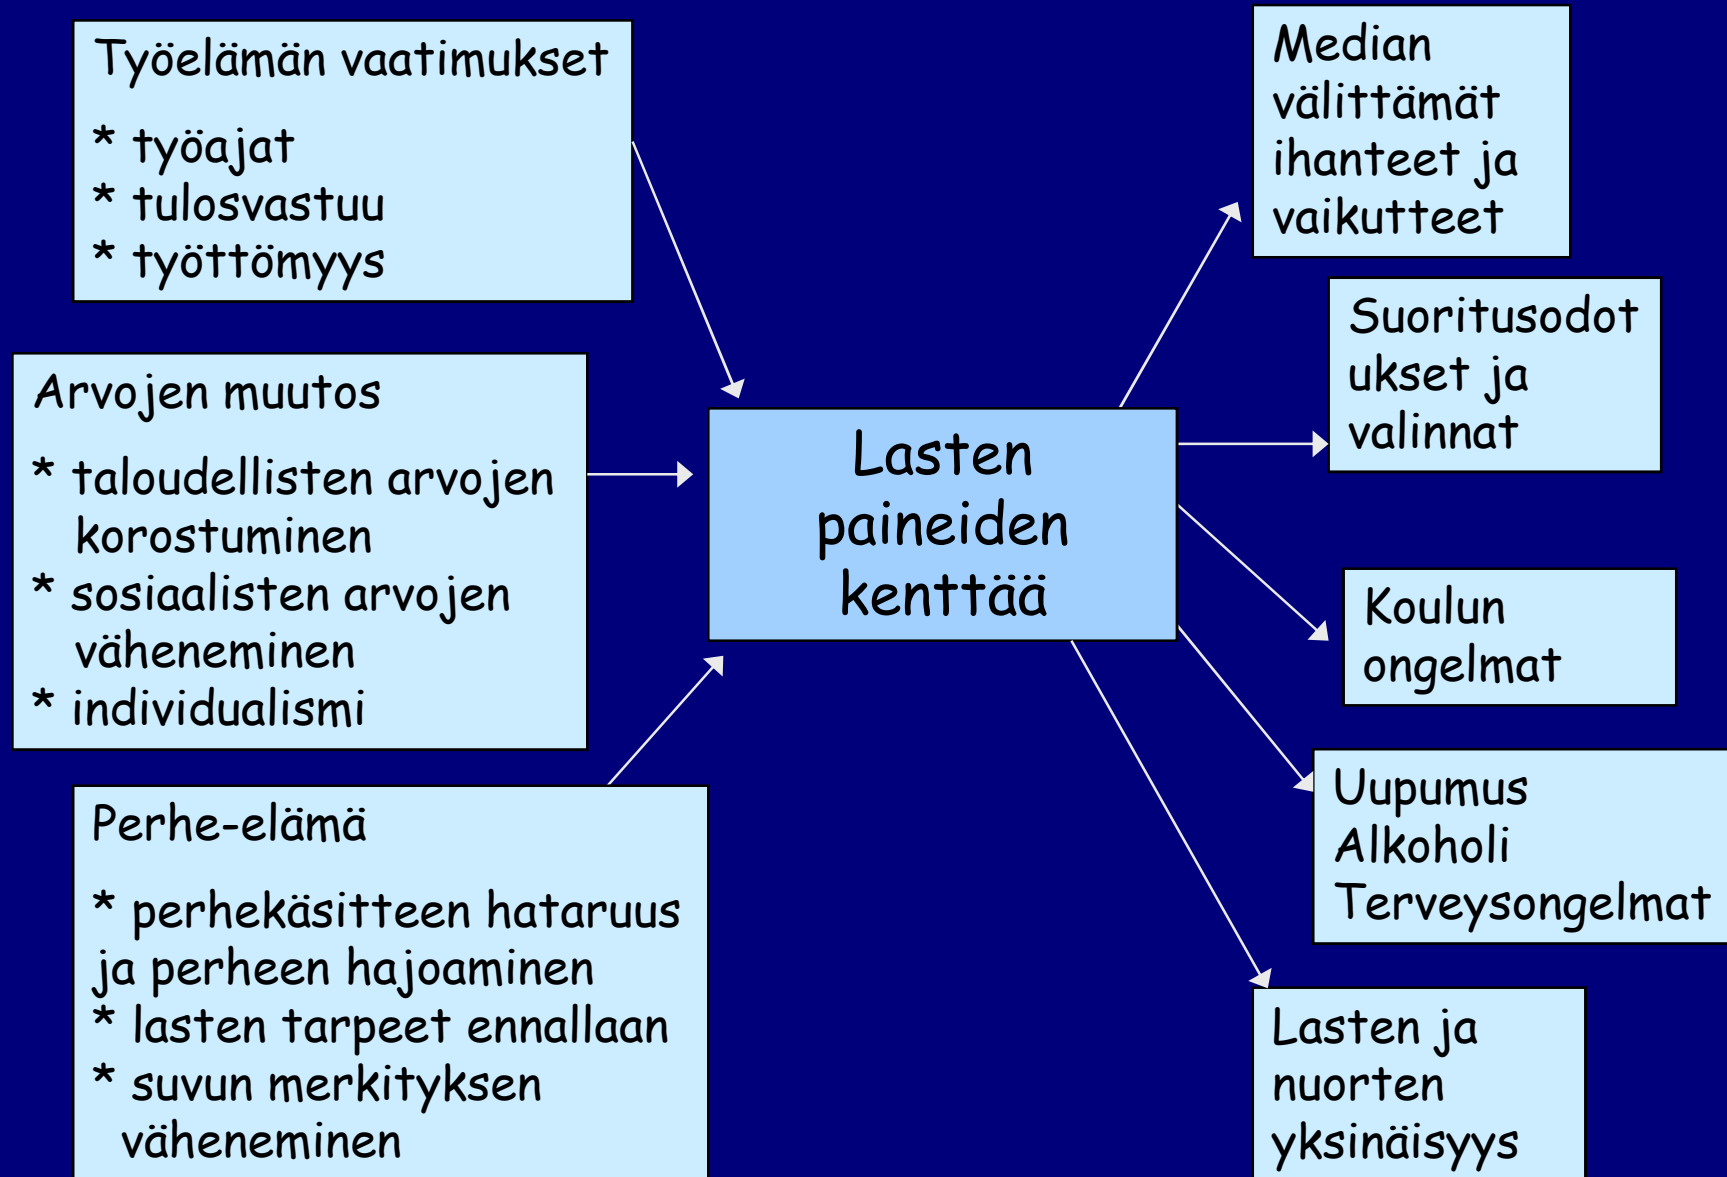 Työelämän vaatimukset
* työajat
* tulosvastuu
* työttömyys
Arvojen muutos
* taloudellisten arvojen
korostuminen
* sosiaalisten arvojen
väheneminen
* individualismi
Perhe-elämä
* perhekäsitteen hataruus
ja perheen hajoaminen
* lasten tarpeet ennallaan
* suvun merkityksen
väheneminen
Lasten
paineiden
kenttää
Median
välittämät
ihanteet ja
vaikutteet
Suoritusodot
ukset ja
valinnat
Koulun
ongelmat
Uupumus
Alkoholi
Terveysongelmat
Lasten ja
nuorten
yksinäisyys